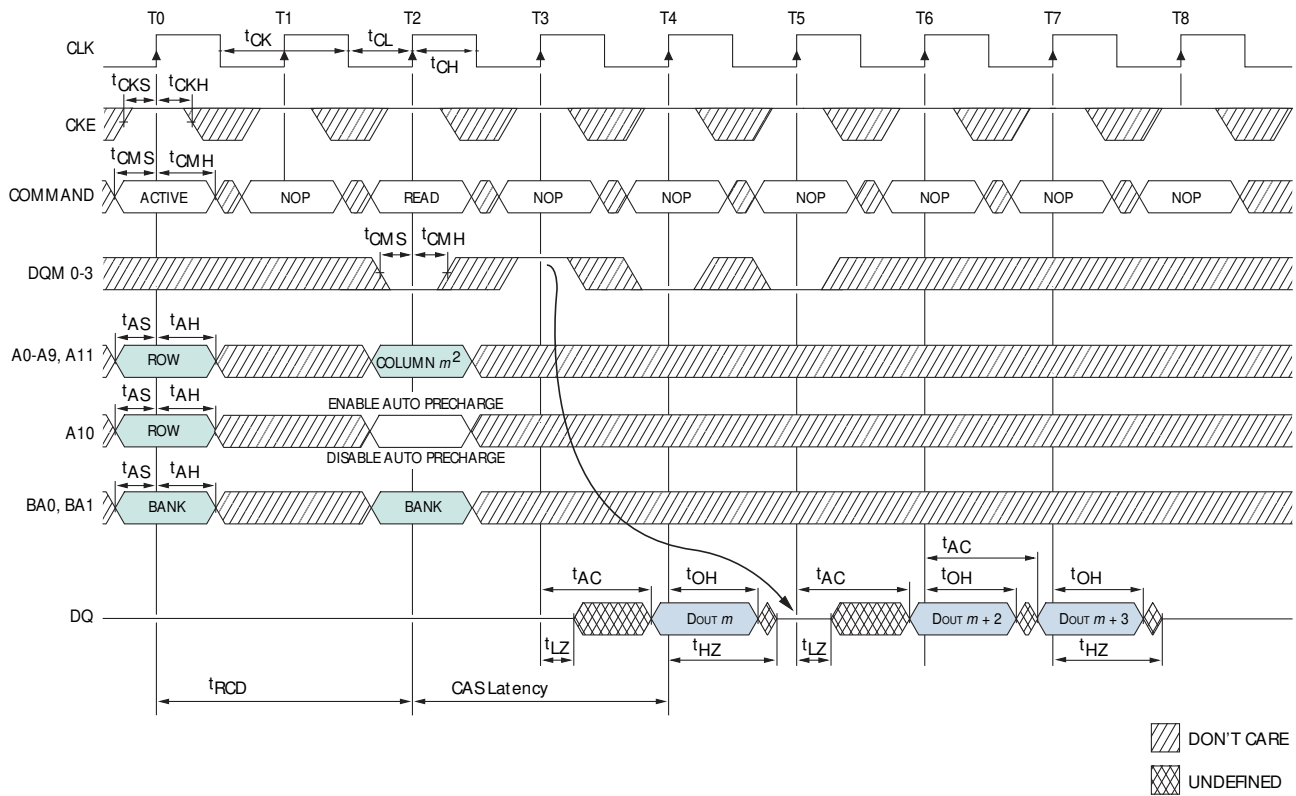 T0 T1 T2 T3 T4 T5 T6 T7 T8
CLK tCK tCL
tCH
tCKS tCKH
CKE
tCMS tCMH
COMMAND ACTIVE NOP READ NOP NOP NOP NOP NOP NOP
tCMS tCMH
DQM 0-3
tAS tAH
A0-A9, A11 ROW COLUMN m2
tAS tAH ENABLE AUTO PRECHARGE
A10 ROW
DISABLE AUTO PRECHARGE
tAS tAH
BA0, BA1 BANK BANK
tAC
tAC tOH tAC tOH tOH
DQ DOUT m DOUT m + 2 DOUT m + 3
tLZ tHZ tLZ tHZ
tRCD CAS Latency
DON'T CARE
UNDEFINED